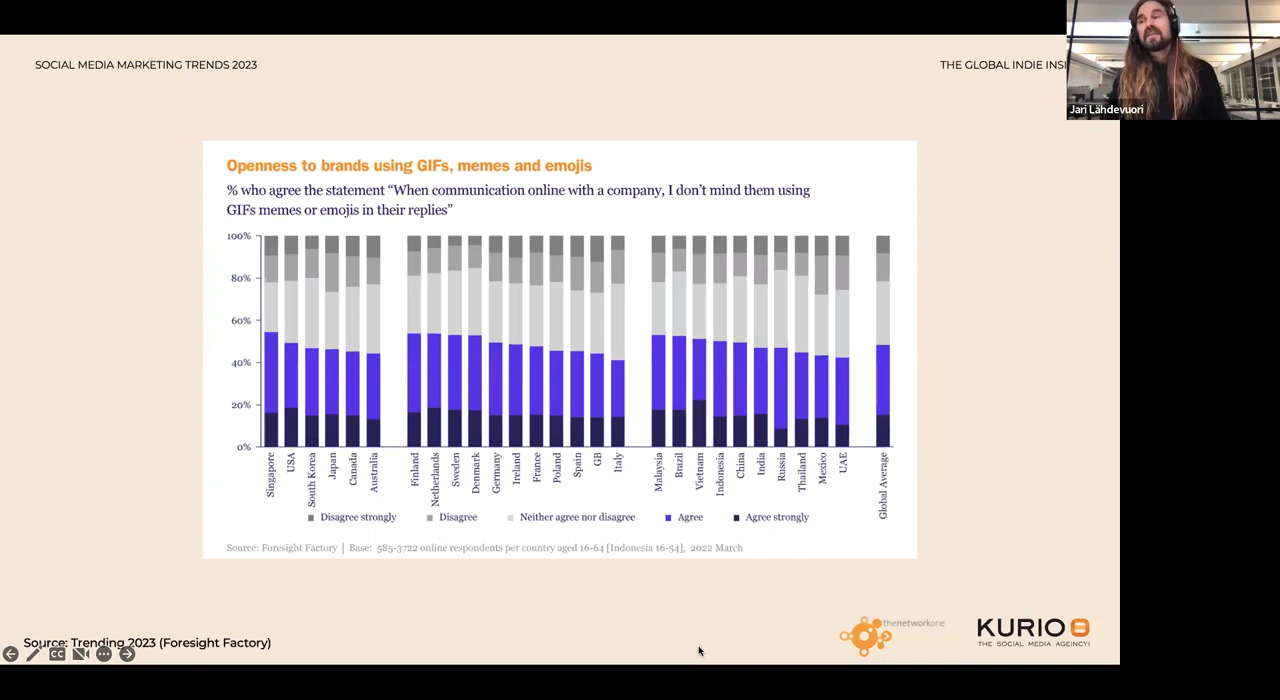 SOCIAL MEDIA MARKETING TRENDS 2023
THE GLOBAL INDIE INSI
Jari Lähdevuori
Openness to brands using GIFs, memes and emojis
% who agree the statement “When communication online with a company, I don’t mind them using
GIFs memes or emojis in their replies”
100%
80%
60%
40%
20%
0%
Singapore
USA
South Korea
Japan
Canada
Australia
Finland
Netherlands
Sweden
Denmark
Germany
Ireland
France
Poland
Spain
GB
Italy
Malaysia
Brazil
Vietnam
Indonesia
China
India
Russia
Thailand
Mexico
UAE
Global Average
Disagree strongly
Disagree
Neither agree nor disagree
Agree
Agree strongly
Source: Foresight Factory | Base: 585-3722 online respondents per country aged 16-64 [Indonesia 16-54], 2022 March
Source: Trending 2023 (Foresight Factory)
CC
thenetworkone
KURIO
THE SOCIAL MEDIA AGENCY!